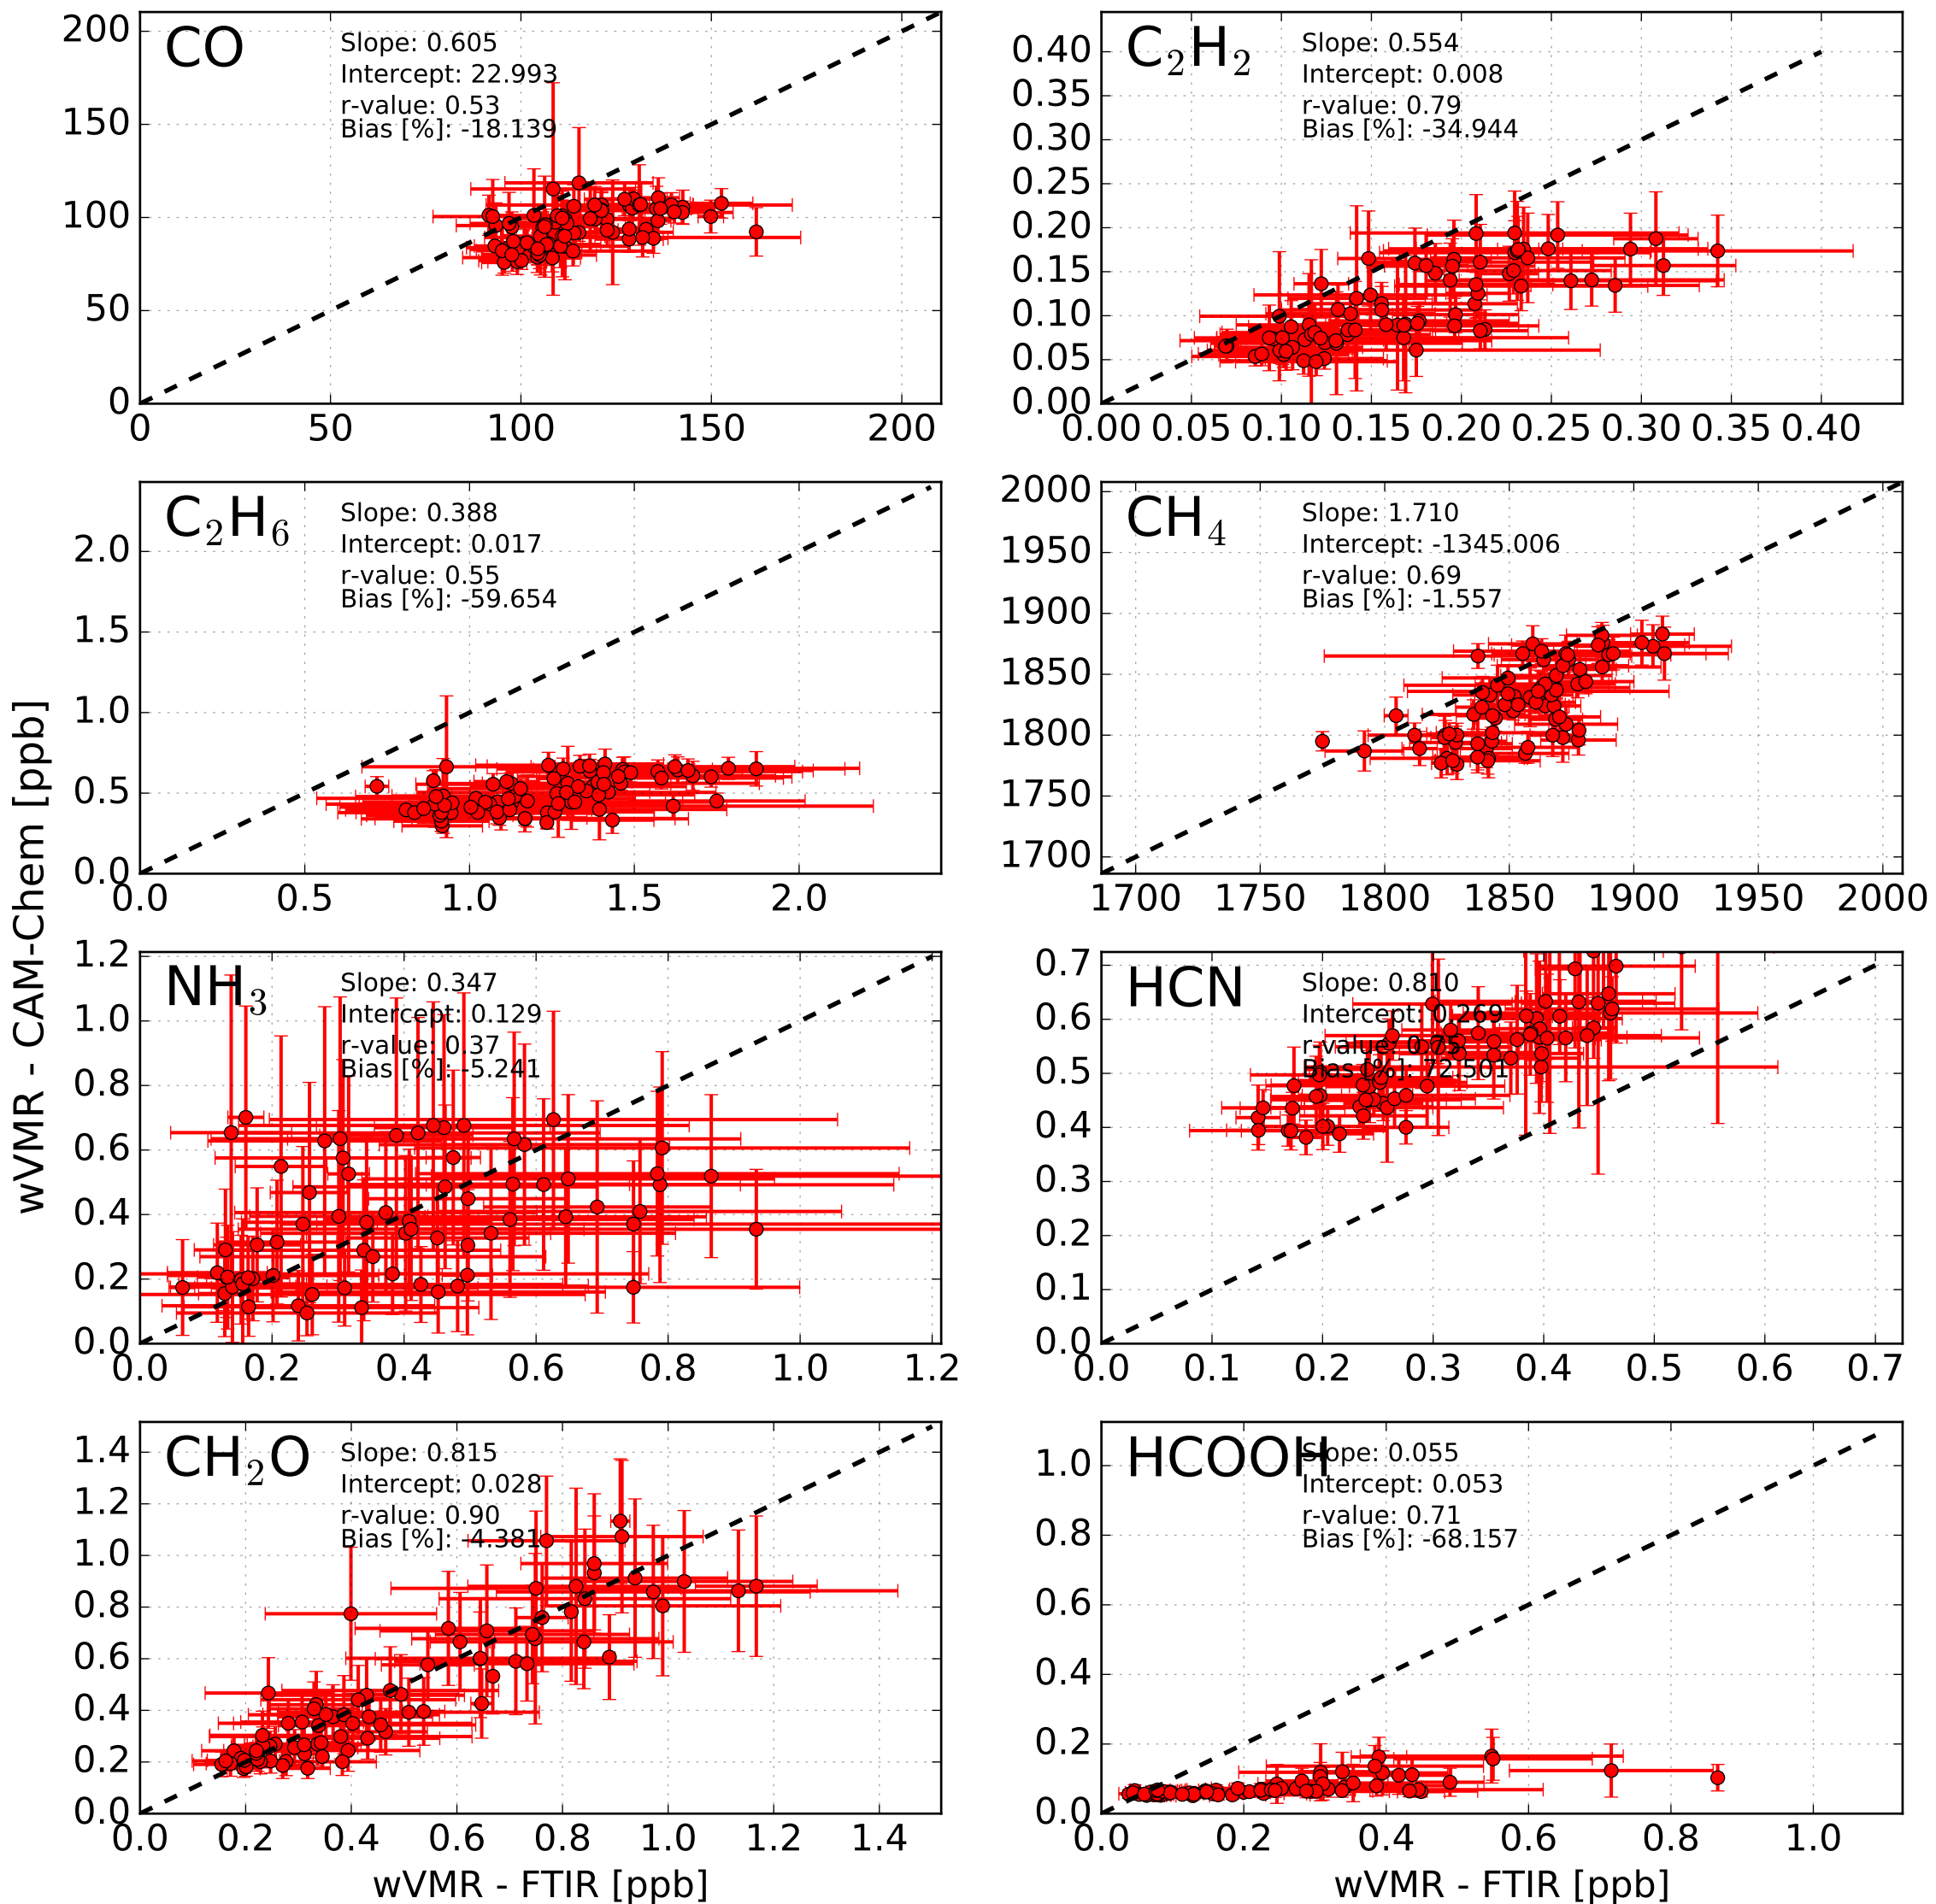 CO
Slope: 0.605
Intercept: 22.993
r-value: 0.53
Bias [%]: -18.139
200
150
100
50
0
0 50 100 150 200
C₂H₂
Slope: 0.554
Intercept: 0.008
r-value: 0.79
Bias [%]: -34.944
0.40
0.35
0.30
0.25
0.20
0.15
0.10
0.05
0.00
0.00 0.05 0.10 0.15 0.20 0.25 0.30 0.35 0.40
C₂H₆
Slope: 0.388
Intercept: 0.017
r-value: 0.55
Bias [%]: -59.654
2.0
1.5
1.0
0.5
0.0
0.0 0.5 1.0 1.5 2.0
CH₄
Slope: 1.710
Intercept: -1345.006
r-value: 0.69
Bias [%]: -1.557
2000
1950
1900
1850
1800
1750
1700
1700 1750 1800 1850 1900 1950 2000
wVMR - CAM-Chem [ppb]
NH₃
Slope: 0.347
Intercept: 0.129
r-value: 0.37
Bias [%]: -5.241
1.2
1.0
0.8
0.6
0.4
0.2
0.0
0.0 0.2 0.4 0.6 0.8 1.0 1.2
HCN
Slope: 0.810
Intercept: 0.269
r-value: 0.75
Bias [%]: 72.501
0.7
0.6
0.5
0.4
0.3
0.2
0.1
0.0
0.0 0.1 0.2 0.3 0.4 0.5 0.6 0.7
CH₂O
Slope: 0.815
Intercept: 0.028
r-value: 0.90
Bias [%]: -4.381
1.4
1.2
1.0
0.8
0.6
0.4
0.2
0.0
0.0 0.2 0.4 0.6 0.8 1.0 1.2 1.4
wVMR - FTIR [ppb]
HCOOH
Slope: 0.055
Intercept: 0.053
r-value: 0.71
Bias [%]: -68.157
1.0
0.8
0.6
0.4
0.2
0.0
0.0 0.2 0.4 0.6 0.8 1.0
wVMR - FTIR [ppb]